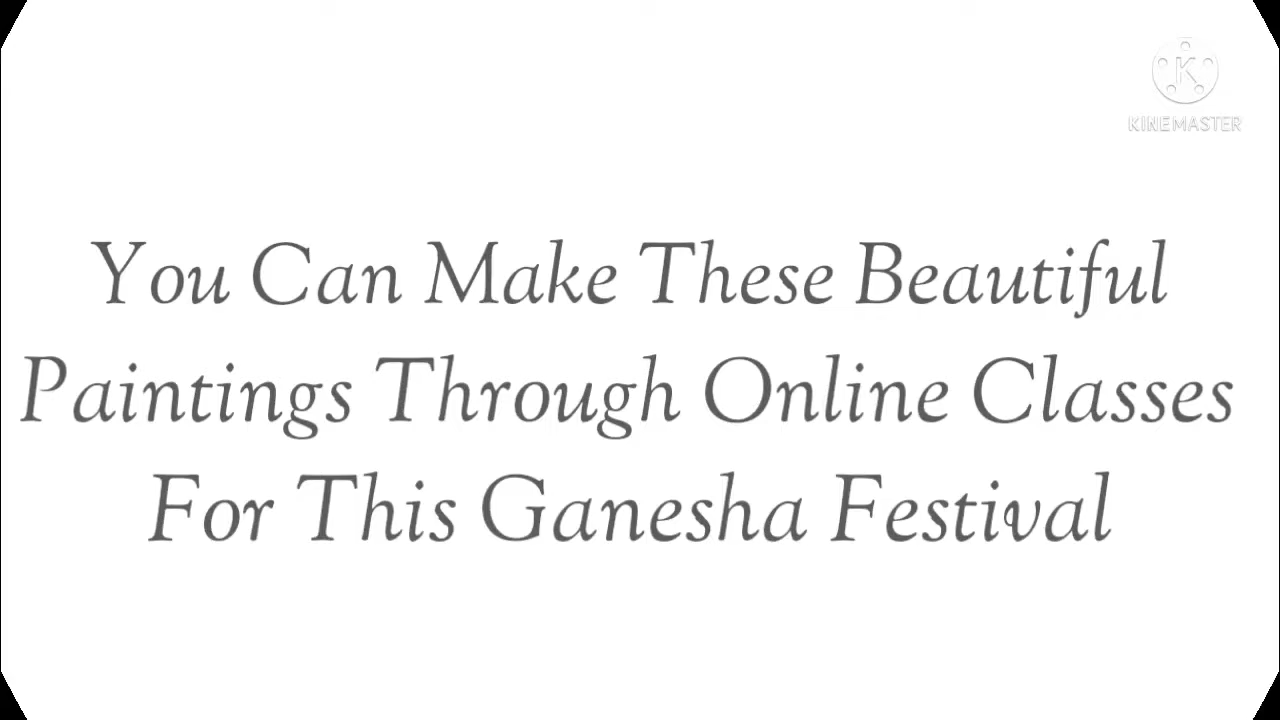 K
KINEMASTER
You Can Make These Beautiful
Paintings Through Online Classes
For This Ganesha Festival